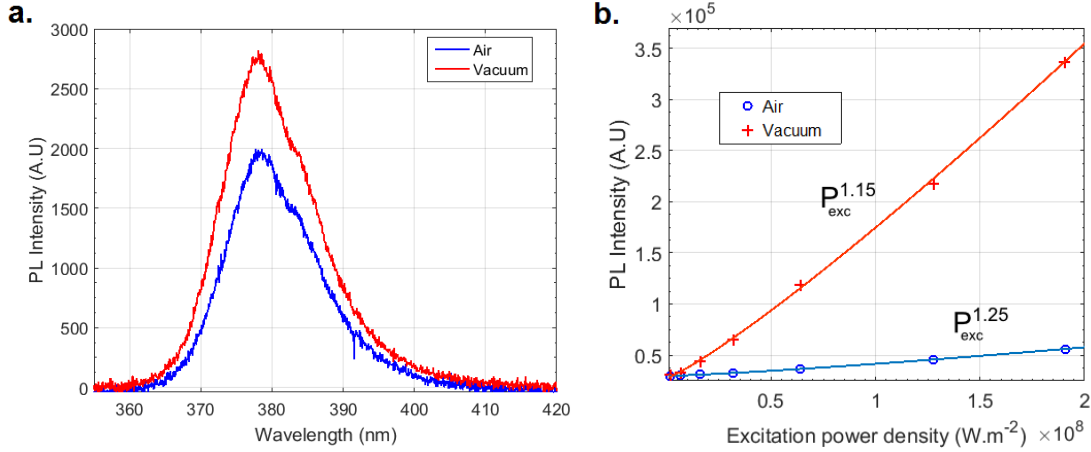 a.
3000
2500
2000
1500
1000
500
0
PL Intensity (A.U)
Air
Vacuum
360
370
380
390
400
410
420
Wavelength (nm)
b.
×10^5
3.5
3
2.5
2
1.5
1
0.5
PL Intensity (A.U)
Air
Vacuum
P_exc^1.15
P_exc^1.25
0.5
1
1.5
2
Excitation power density (W.m^-2) ×10^8